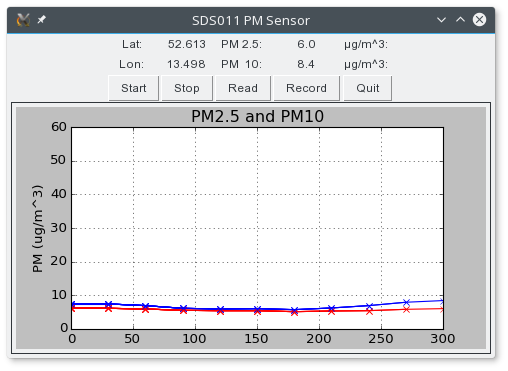 SDS011 PM Sensor
Lat: 52.613 PM 2.5: 6.0 µg/m^3:
Lon: 13.498 PM 10: 8.4 µg/m^3:
Start Stop Read Record Quit
PM2.5 and PM10
60
50
40
30
20
10
0
PM (ug/m^3)
0 50 100 150 200 250 300